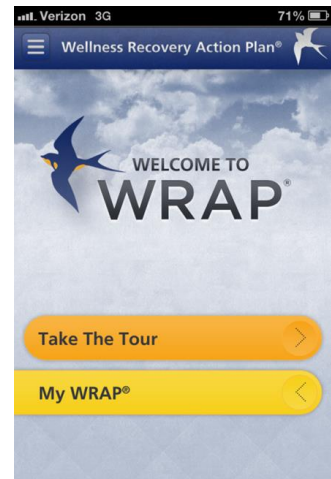 Verizon 3G 71%
Wellness Recovery Action Plan®
WELCOME TO
WRAP®
Take The Tour
My WRAP®